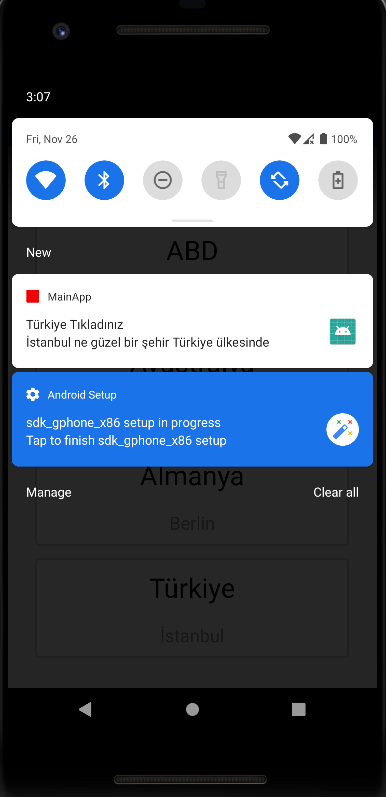 3:07
Fri, Nov 26
100%
ABD
New
MainApp
Türkiye Tıkladınız
İstanbul ne güzel bir şehir Türkiye ülkesinde
Android Setup
sdk_gphone_x86 setup in progress
Tap to finish sdk_gphone_x86 setup
Manage
Clear all
Almanya
Berlin
Türkiye
İstanbul